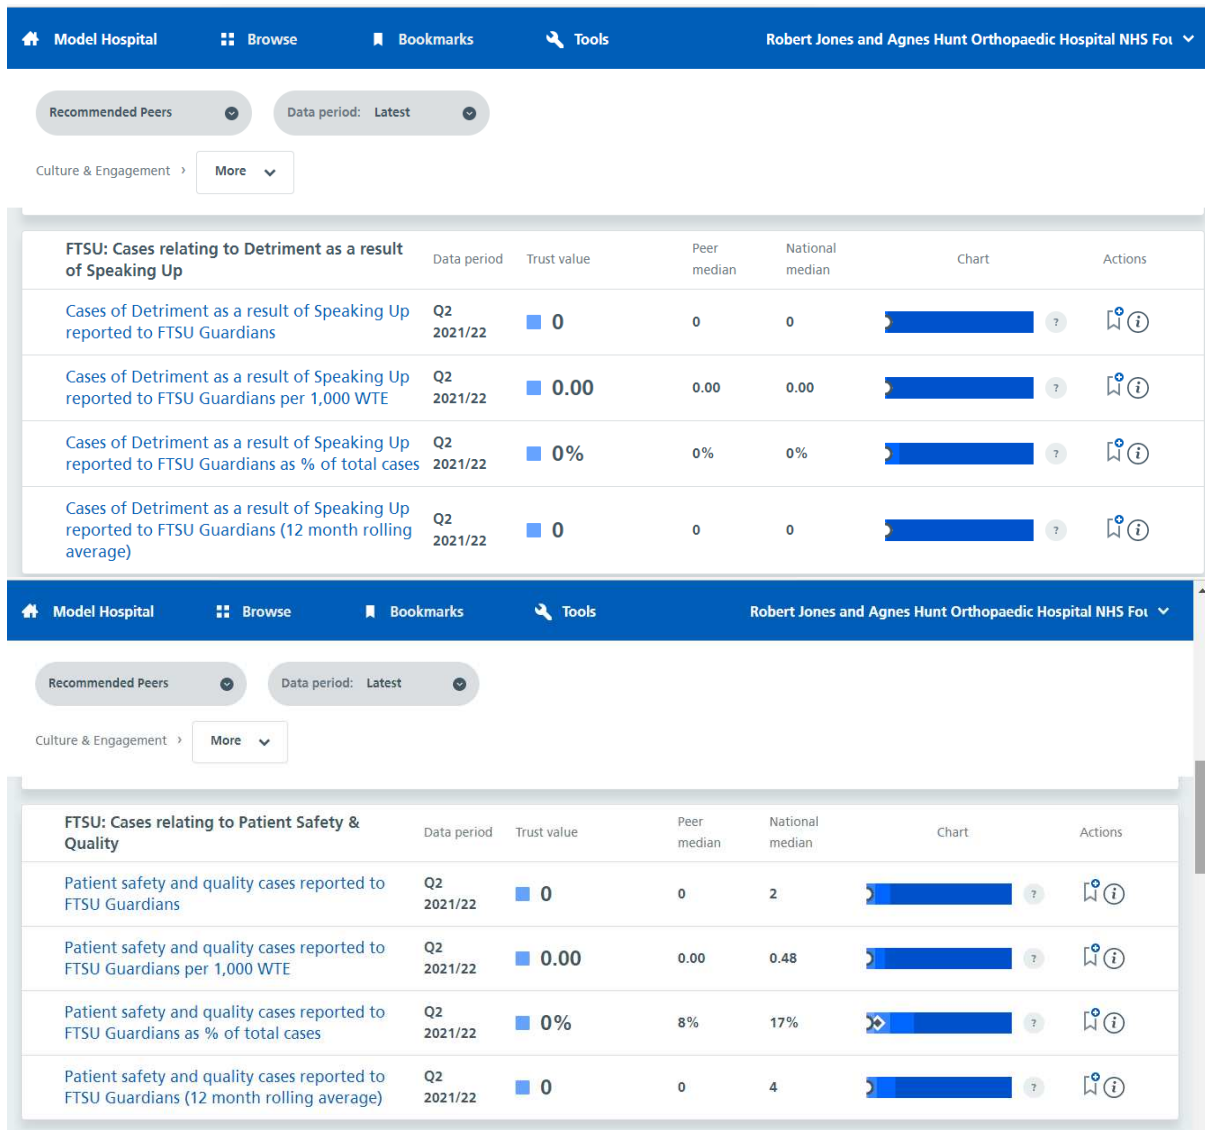 Model Hospital Browse Bookmarks Tools Robert Jones and Agnes Hunt Orthopaedic Hospital NHS Fou
Recommended Peers Data period: Latest
Culture & Engagement › More
FTSU: Cases relating to Detriment as a result
of Speaking Up
Data period Trust value Peer
median
National
median
Chart Actions
Cases of Detriment as a result of Speaking Up
reported to FTSU Guardians
Q2
2021/22
0 0 0 ?
Cases of Detriment as a result of Speaking Up
reported to FTSU Guardians per 1,000 WTE
Q2
2021/22
0.00 0.00 0.00 ?
Cases of Detriment as a result of Speaking Up
reported to FTSU Guardians as % of total cases
Q2
2021/22
0% 0% 0% ?
Cases of Detriment as a result of Speaking Up
reported to FTSU Guardians (12 month rolling
average)
Q2
2021/22
0 0 0 ?
Model Hospital Browse Bookmarks Tools Robert Jones and Agnes Hunt Orthopaedic Hospital NHS Fou
Recommended Peers Data period: Latest
Culture & Engagement › More
FTSU: Cases relating to Patient Safety &
Quality
Data period Trust value Peer
median
National
median
Chart Actions
Patient safety and quality cases reported to
FTSU Guardians
Q2
2021/22
0 0 2 ?
Patient safety and quality cases reported to
FTSU Guardians per 1,000 WTE
Q2
2021/22
0.00 0.00 0.48 ?
Patient safety and quality cases reported to
FTSU Guardians as % of total cases
Q2
2021/22
0% 8% 17% ?
Patient safety and quality cases reported to
FTSU Guardians (12 month rolling average)
Q2
2021/22
0 0 4 ?